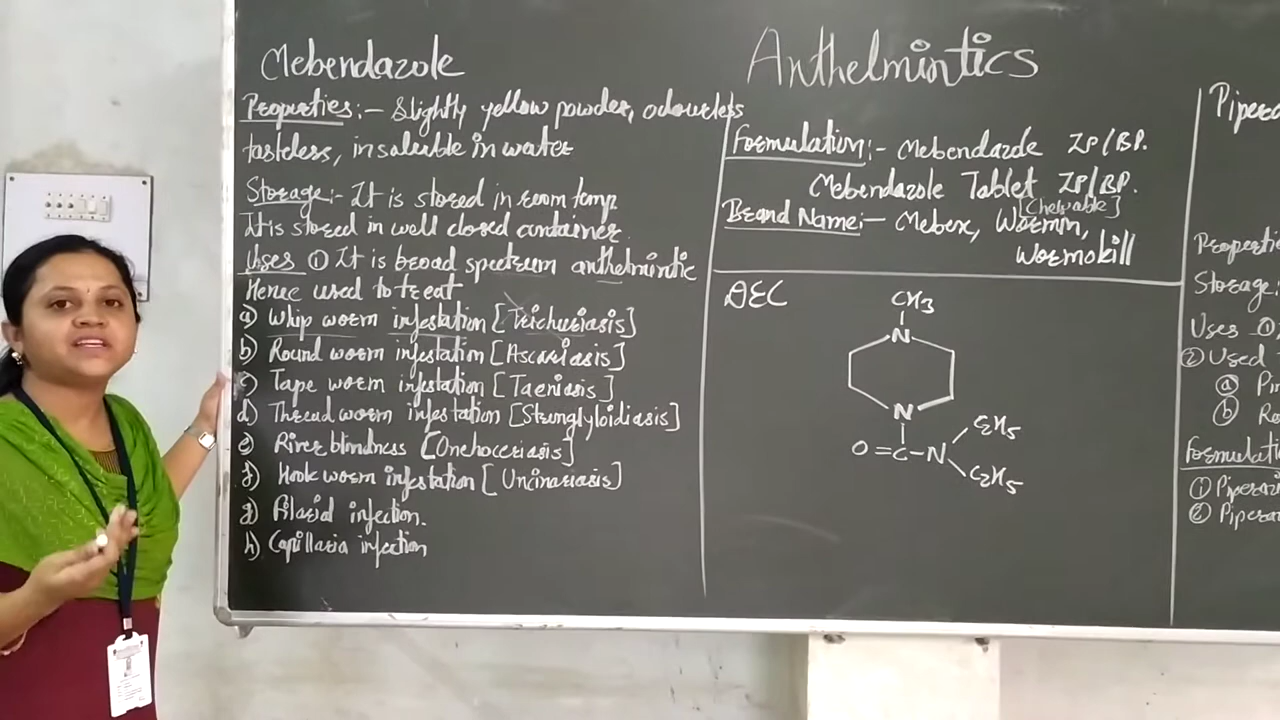 Mebendazole
Properties:- Slightly yellow powder, odourless
tasteless, insoluble in water
Storage:- It is stored in room temp
It is stored in well closed container.
Uses ① It is broad spectrum anthelmintic
Hence used to treat
a) Whip worm infestation [Trichuriasis]
b) Round worm infestation [Ascariasis]
c) Tape worm infestation [Taeniasis]
d) Thread worm infestation [Stronglyloidiasis]
e) River blindness [Onchoceriasis]
f) Hook worm infestation [Uncinariasis]
g) Filarial infection.
h) Capillaria infection
Anthelmintics
Formulation:- Mebendazole IP/BP.
Mebendazole Tablet IP/BP.
[Chewable]
Brand Name:- Mebex, Wormin,
Wormokill
DEC
CH3
N
N
O=C-N
C2H5
C2H5
Propertie
Storage:
Uses ①
② Used
ⓐ
ⓑ
Formulati
①
②